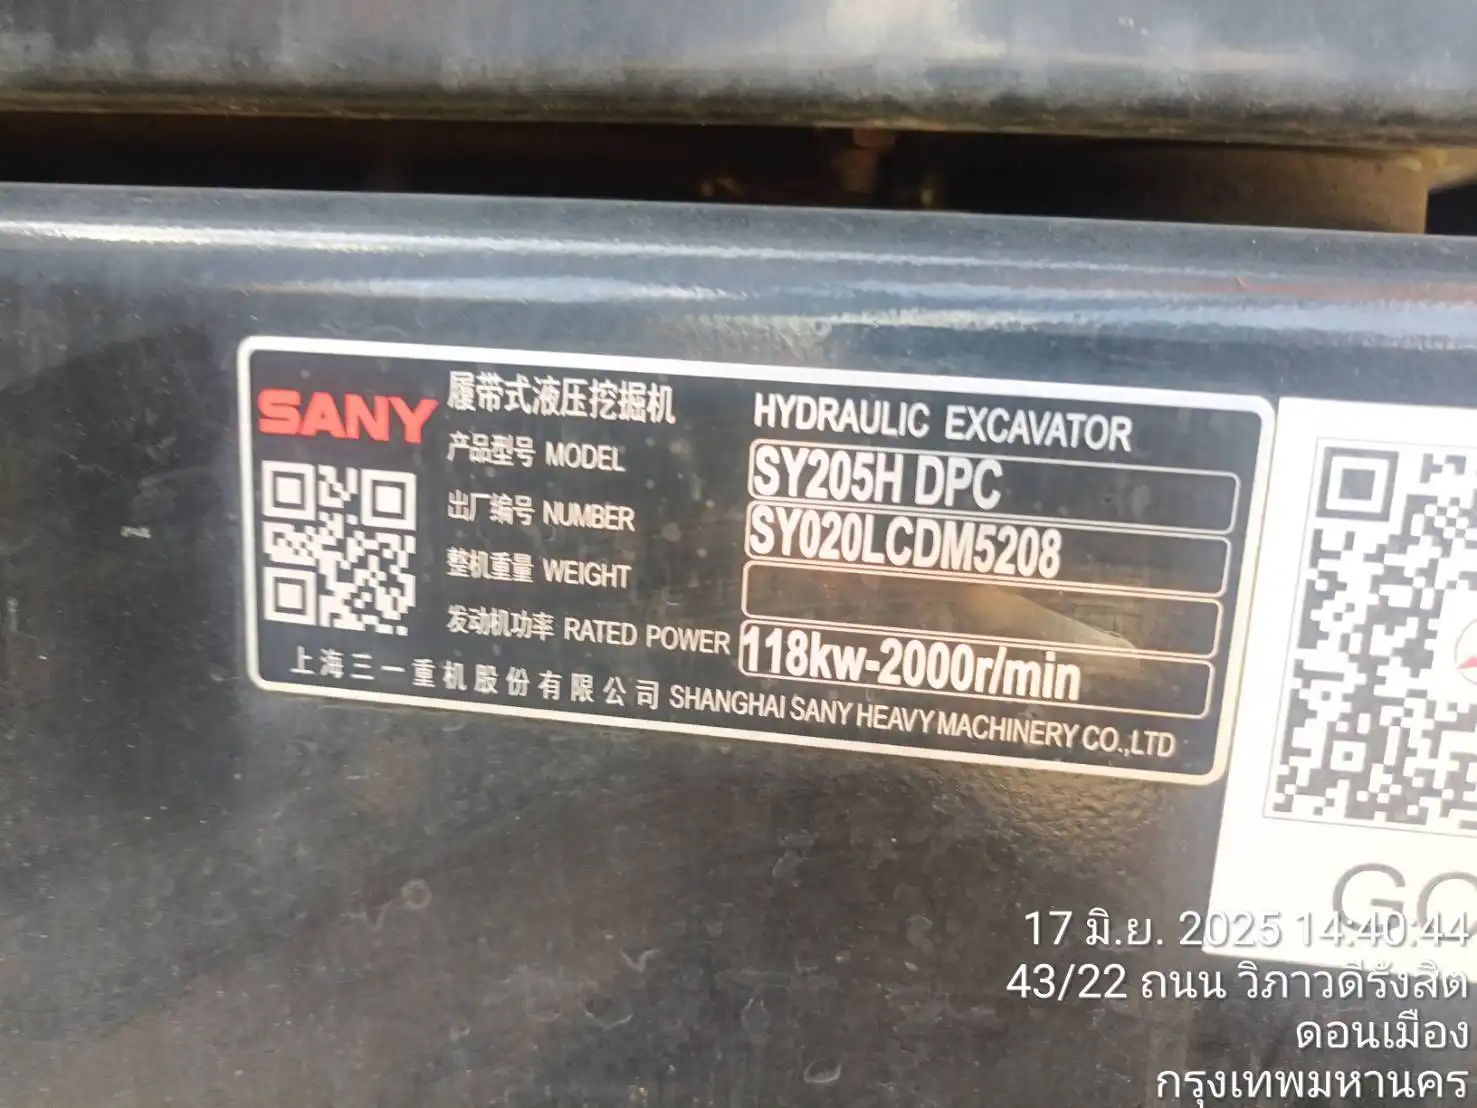 SANY
履带式液压挖掘机 HYDRAULIC EXCAVATOR
产品型号 MODEL SY205H DPC
出厂编号 NUMBER SY020LCDM5208
整机重量 WEIGHT
发动机功率 RATED POWER 118kw-2000r/min
上海三一重机股份有限公司 SHANGHAI SANY HEAVY MACHINERY CO.,LTD
17 มิ.ย. 2025 14:40:44
43/22 ถนน วิภาวดีรังสิต
ดอนเมือง
กรุงเทพมหานคร